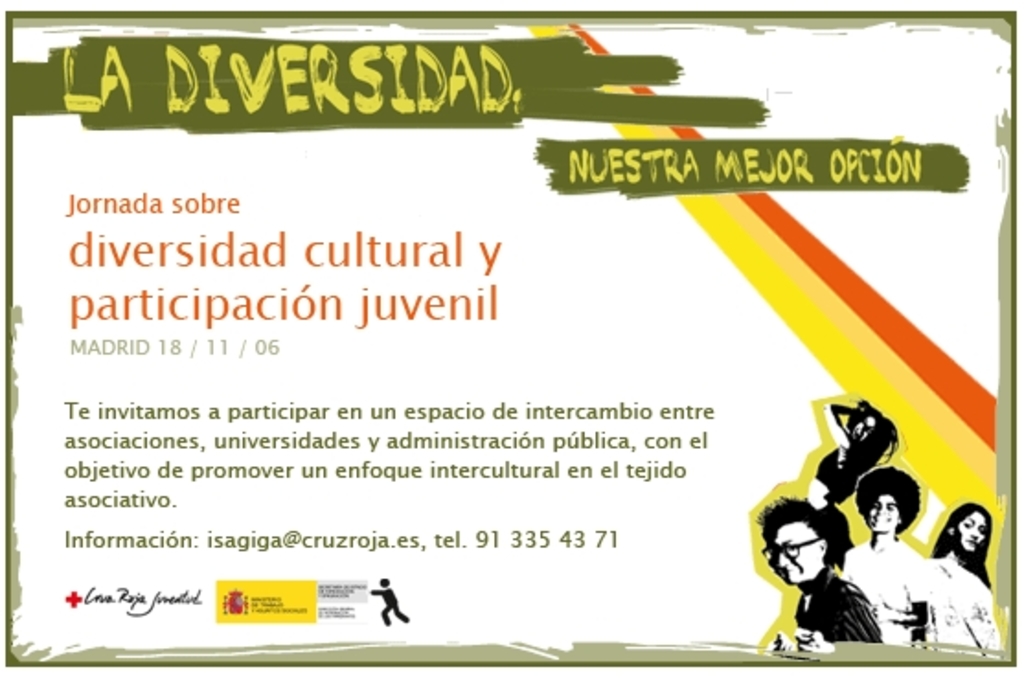 LA DIVERSIDAD.
NUESTRA MEJOR OPCIÓN
Jornada sobre
diversidad cultural y
participación juvenil
MADRID 18 / 11 / 06
Te invitamos a participar en un espacio de intercambio entre
asociaciones, universidades y administración pública, con el
objetivo de promover un enfoque intercultural en el tejido
asociativo.
Información: isagiga@cruzroja.es, tel. 91 335 43 71
Cruz Roja Juventud
MINISTERIO
DE TRABAJO
Y ASUNTOS SOCIALES